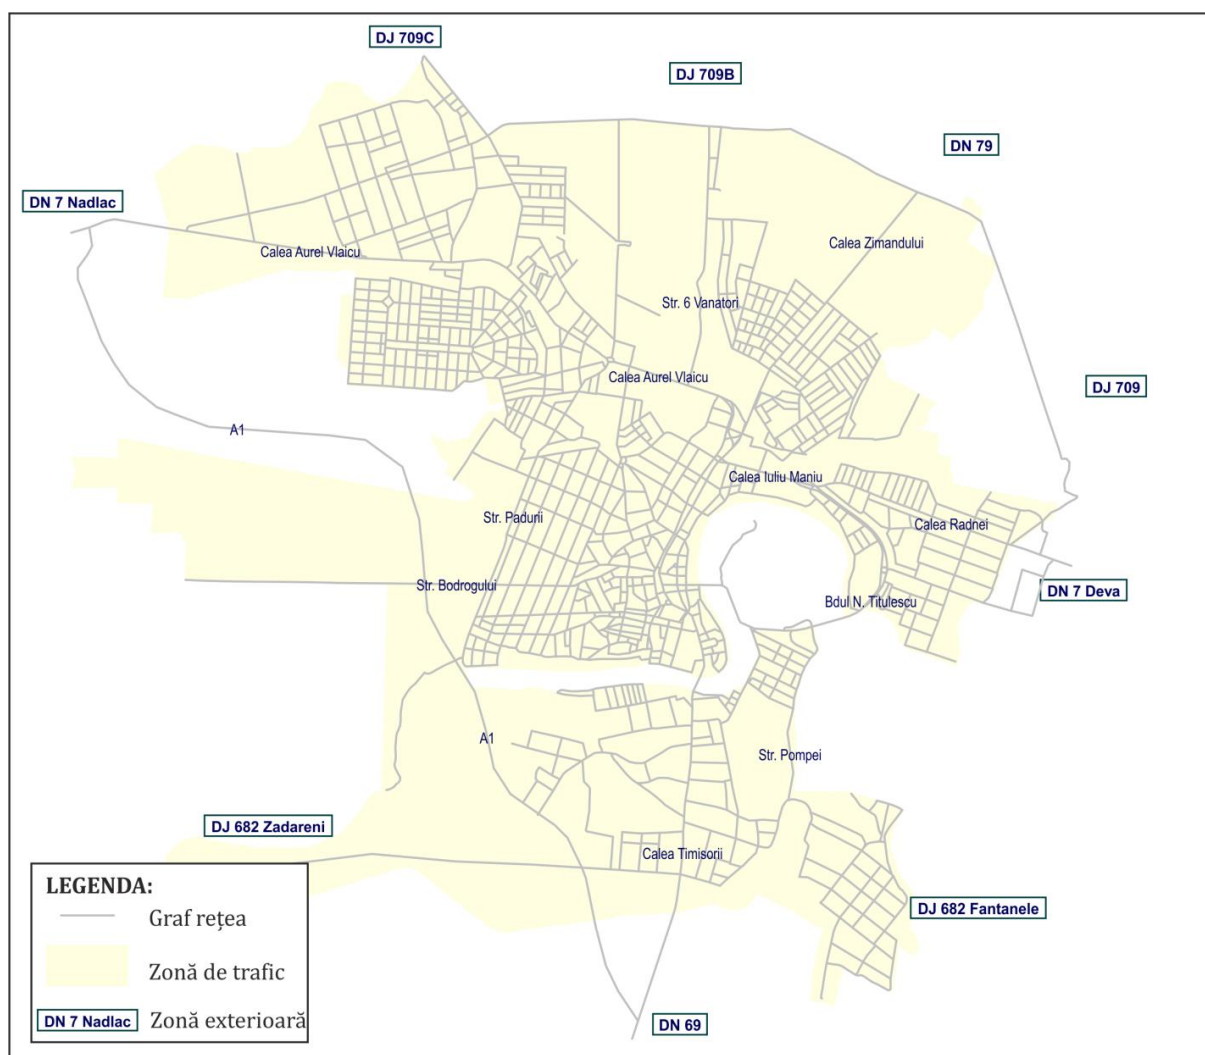 DJ 709C
DJ 709B
DN 79
DN 7 Nadlac
Calea Zimandului
Calea Aurel Vlaicu
Str. 6 Vanatori
Calea Aurel Vlaicu
DJ 709
A1
Calea Iuliu Maniu
Str. Padurii
Calea Radnei
Str. Bodrogului
DN 7 Deva
Bdul N. Titulescu
A1
Str. Pompei
DJ 682 Zadareni
Calea Timisorii
DJ 682 Fantanele
DN 69
LEGENDA:
Graf rețea
Zonă de trafic
DN 7 Nadlac Zonă exterioară